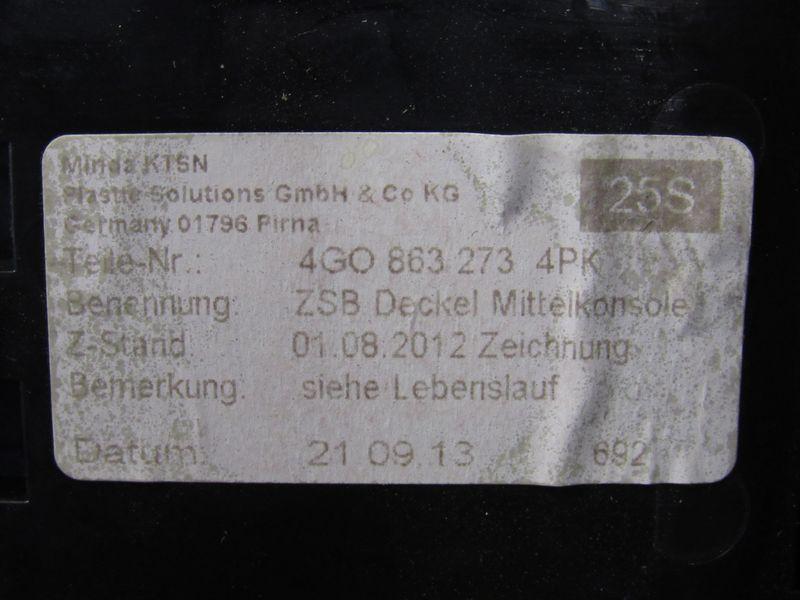 Minda KTSN
Plastic Solutions GmbH & Co KG
25S
Germany 01796 Pirna
Teile-Nr.: 4GO 863 273 4PK
Benennung: ZSB Deckel Mittelkonsole
Z-Stand 01.08.2012 Zeichnung
Bemerkung: siehe Lebenslauf
Datum: 21 09.13 692